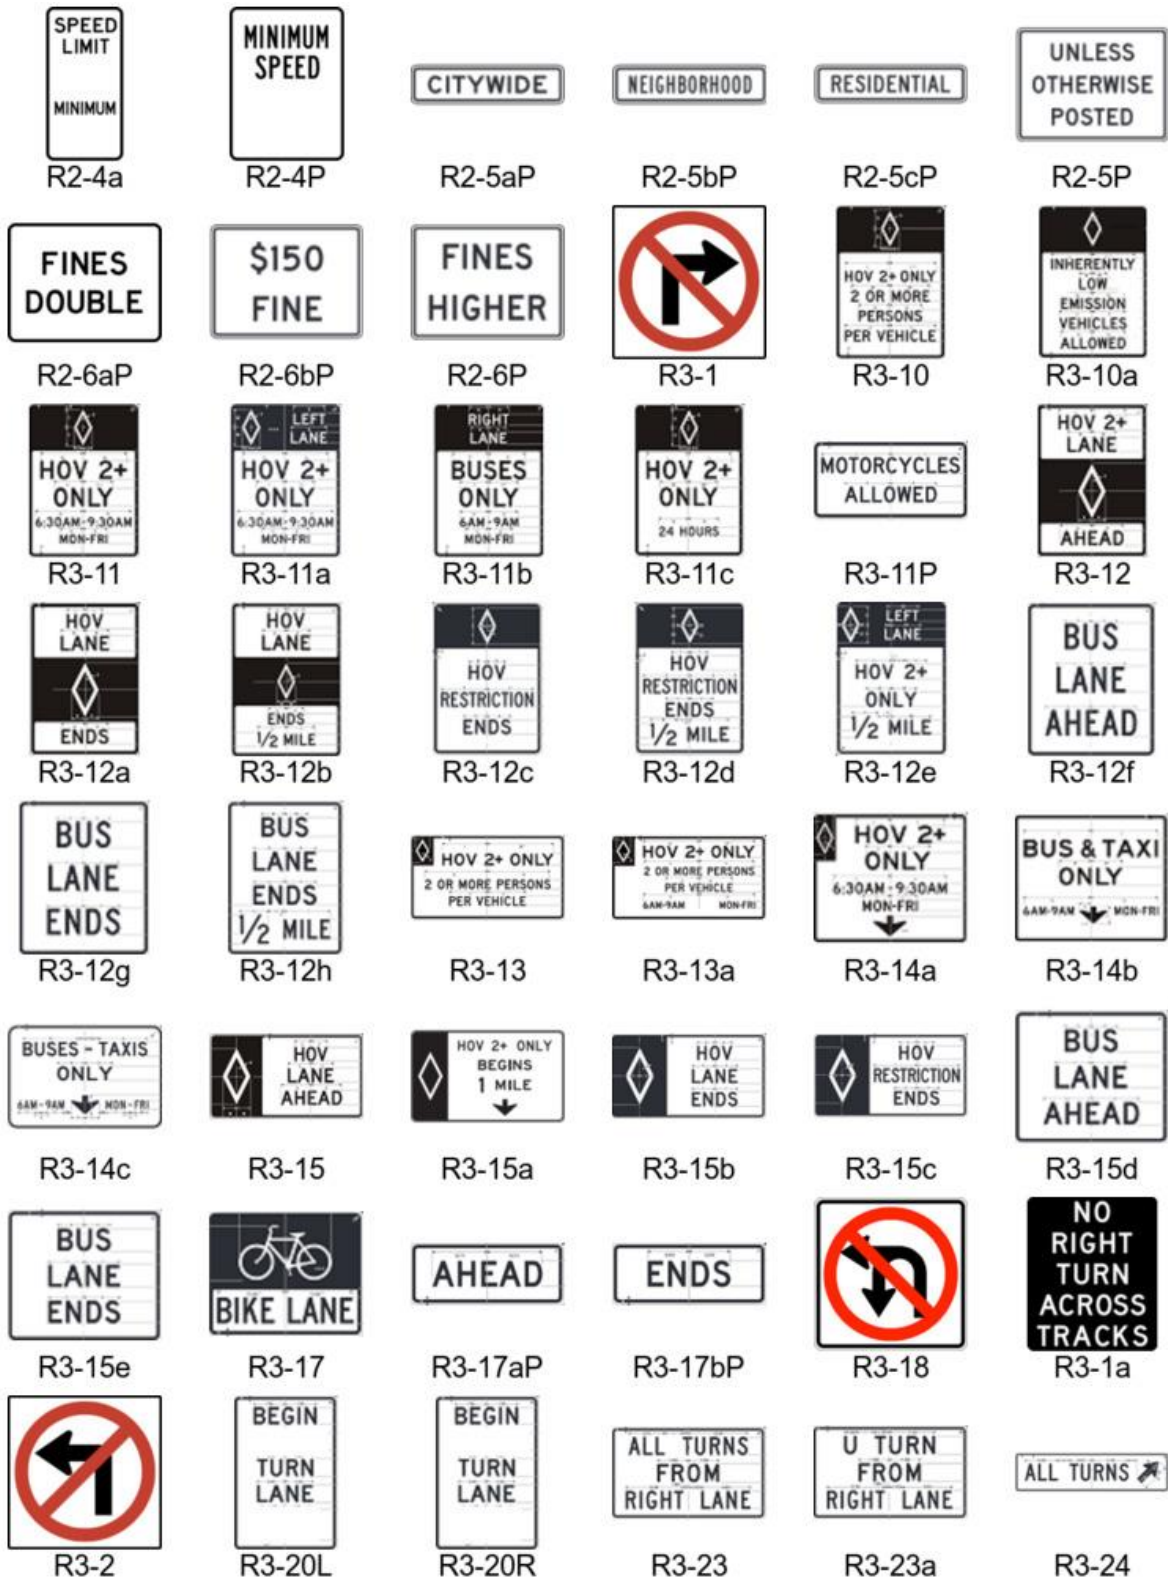 SPEED
LIMIT
MINIMUM
R2-4a
MINIMUM
SPEED
R2-4P
CITYWIDE
R2-5aP
NEIGHBORHOOD
R2-5bP
RESIDENTIAL
R2-5cP
UNLESS
OTHERWISE
POSTED
R2-5P
FINES
DOUBLE
R2-6aP
$150
FINE
R2-6bP
FINES
HIGHER
R2-6P
R3-1
HOV 2+ ONLY
2 OR MORE
PERSONS
PER VEHICLE
R3-10
INHERENTLY
LOW
EMISSION
VEHICLES
ALLOWED
R3-10a
HOV 2+
ONLY
6:30AM-9:30AM
MON-FRI
R3-11
LEFT
LANE
HOV 2+
ONLY
6:30AM-9:30AM
MON-FRI
R3-11a
RIGHT
LANE
BUSES
ONLY
6AM-9AM
MON-FRI
R3-11b
HOV 2+
ONLY
24 HOURS
R3-11c
MOTORCYCLES
ALLOWED
R3-11P
HOV 2+
LANE
AHEAD
R3-12
HOV
LANE
ENDS
R3-12a
HOV
LANE
ENDS
1/2 MILE
R3-12b
HOV
RESTRICTION
ENDS
R3-12c
HOV
RESTRICTION
ENDS
1/2 MILE
R3-12d
LEFT
LANE
HOV 2+
ONLY
1/2 MILE
R3-12e
BUS
LANE
AHEAD
R3-12f
BUS
LANE
ENDS
R3-12g
BUS
LANE
ENDS
1/2 MILE
R3-12h
HOV 2+ ONLY
2 OR MORE PERSONS
PER VEHICLE
R3-13
HOV 2+ ONLY
2 OR MORE PERSONS
PER VEHICLE
6AM-9AM MON-FRI
R3-13a
HOV 2+
ONLY
6:30AM-9:30AM
MON-FRI
R3-14a
BUS & TAXI
ONLY
6AM-9AM MON-FRI
R3-14b
BUSES - TAXIS
ONLY
6AM-9AM MON-FRI
R3-14c
HOV
LANE
AHEAD
R3-15
HOV 2+ ONLY
BEGINS
1 MILE
R3-15a
HOV
LANE
ENDS
R3-15b
HOV
RESTRICTION
ENDS
R3-15c
BUS
LANE
AHEAD
R3-15d
BUS
LANE
ENDS
R3-15e
BIKE LANE
R3-17
AHEAD
R3-17aP
ENDS
R3-17bP
R3-18
NO
RIGHT
TURN
ACROSS
TRACKS
R3-1a
R3-2
BEGIN
TURN
LANE
R3-20L
BEGIN
TURN
LANE
R3-20R
ALL TURNS
FROM
RIGHT LANE
R3-23
U TURN
FROM
RIGHT LANE
R3-23a
ALL TURNS
R3-24